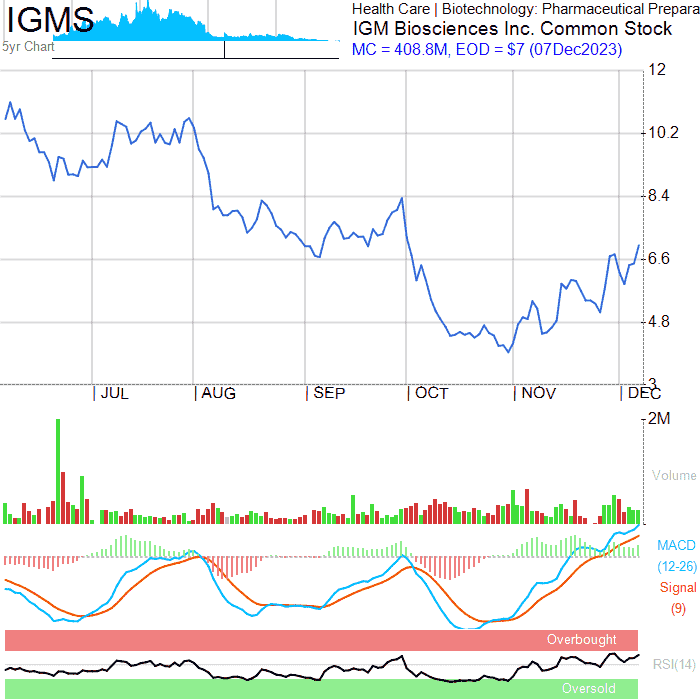 IGMS
5yr Chart
Health Care | Biotechnology: Pharmaceutical Prepara
IGM Biosciences Inc. Common Stock
MC = 408.8M, EOD = $7 (07Dec2023)
12
10.2
8.4
6.6
4.8
3
JUL AUG SEP OCT NOV DEC
2M
Volume
MACD
(12-26)
Signal
(9)
Overbought
RSI(14)
Oversold